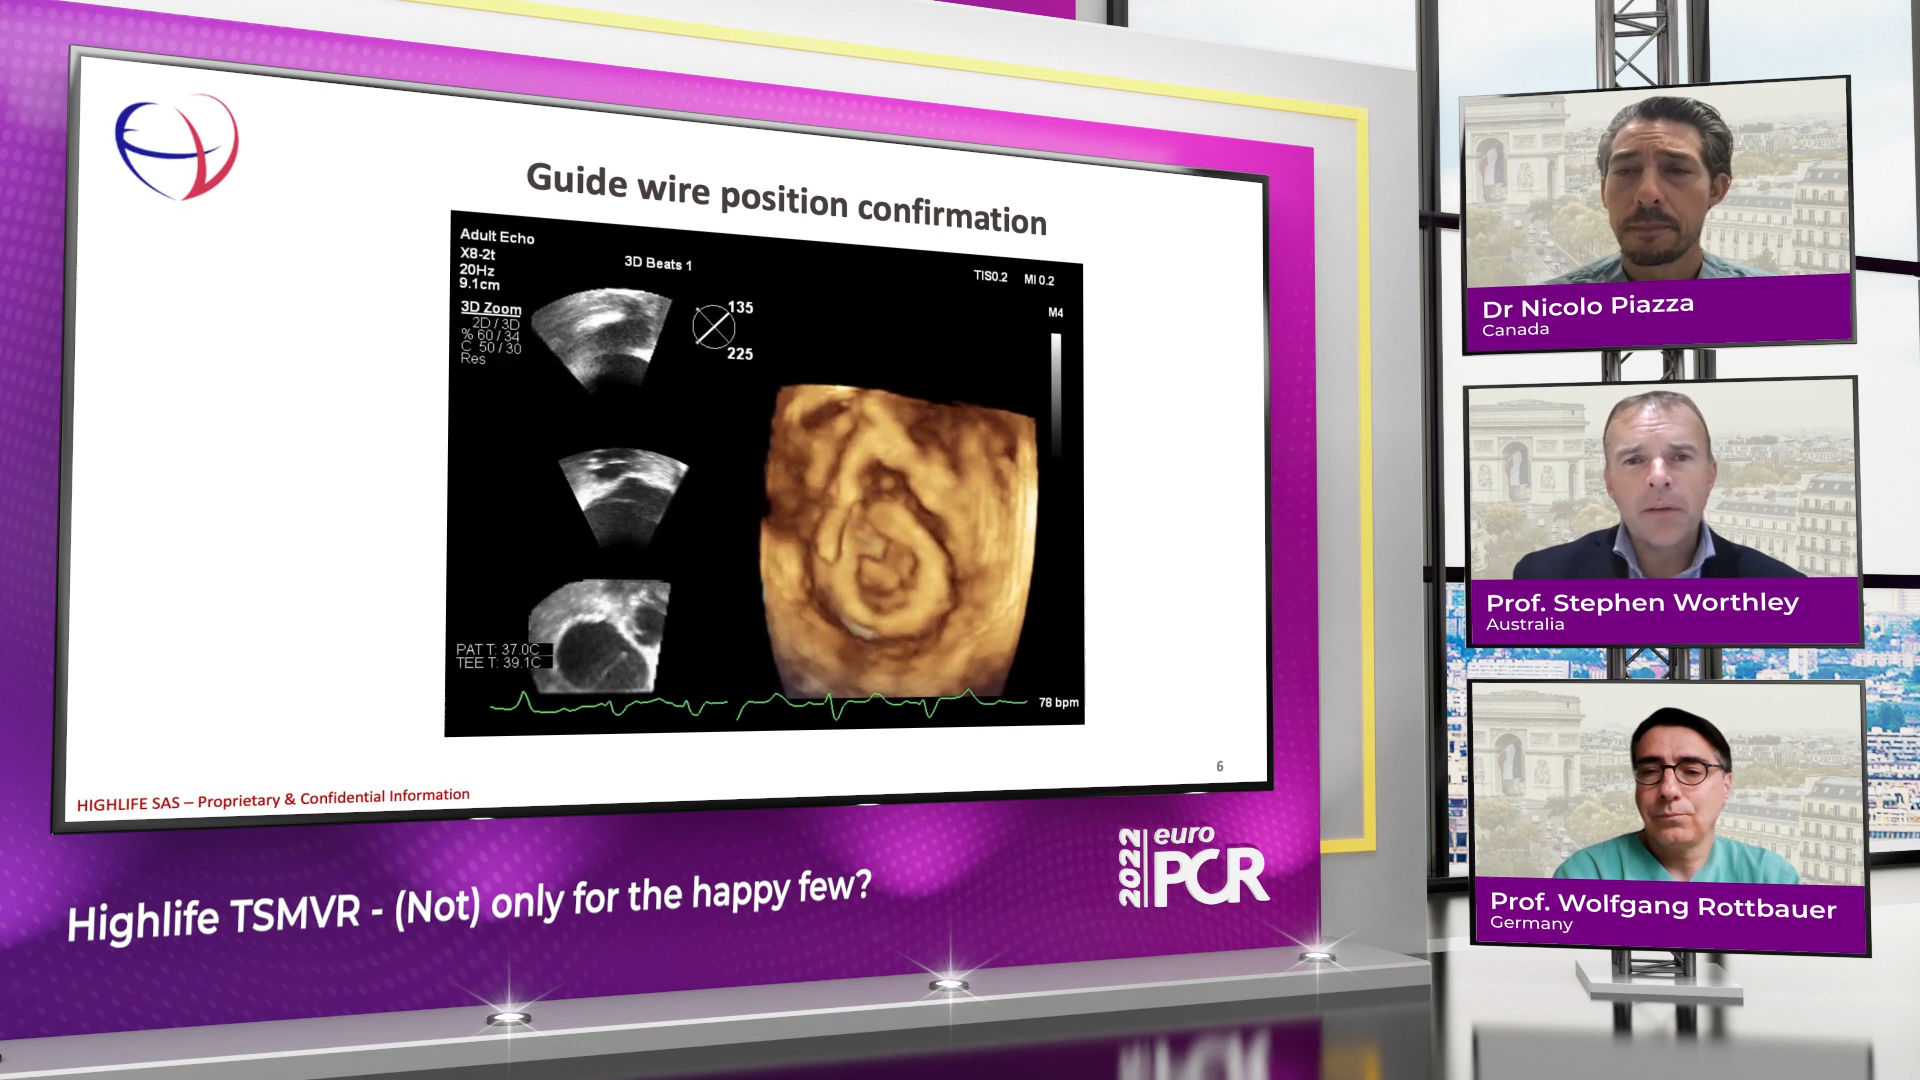 Guide wire position confirmation
Adult Echo
X8-2t
20Hz
9.1cm
3D Zoom
2D / 3D
% 60 / 34
C 50 / 30
Res
3D Beats 1
135
225
TIS0.2 MI 0.2
M4
PAT T: 37.0C
TEE T: 39.1C
78 bpm
6
HIGHLIFE SAS – Proprietary & Confidential Information
Highlife TSMVR - (Not) only for the happy few?
2022
euro
PCR
Dr Nicolo Piazza
Canada
Prof. Stephen Worthley
Australia
Prof. Wolfgang Rottbauer
Germany